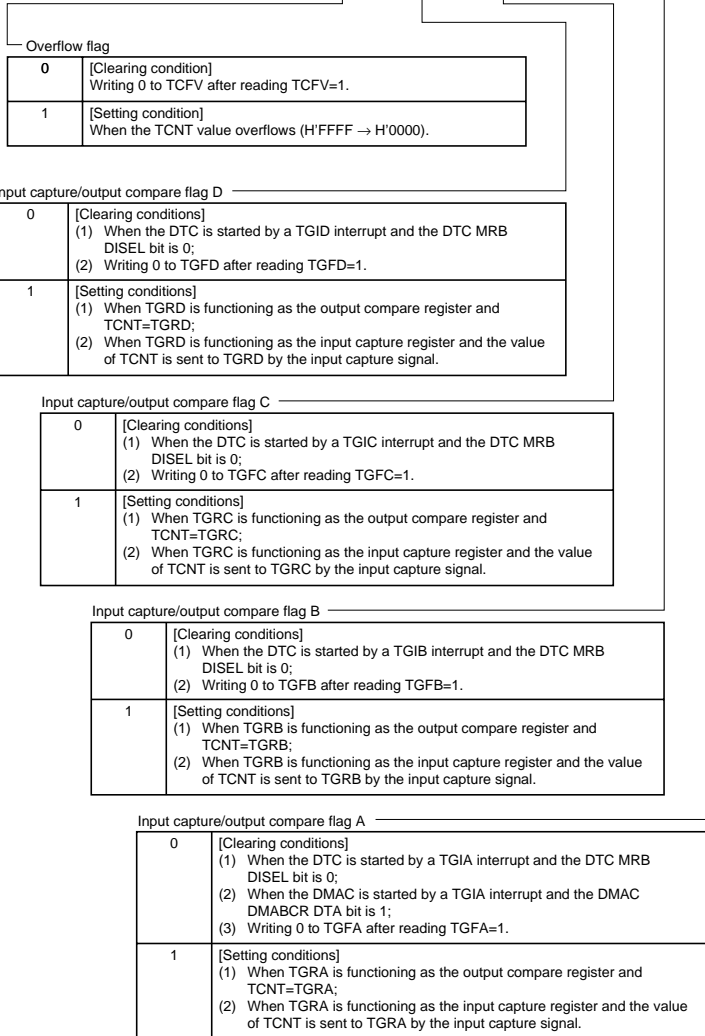 Overflow flag
0 [Clearing condition]
Writing 0 to TCFV after reading TCFV=1.
1 [Setting condition]
When the TCNT value overflows (H'FFFF → H'0000).
nput capture/output compare flag D
0 [Clearing conditions]
(1) When the DTC is started by a TGID interrupt and the DTC MRB
DISEL bit is 0;
(2) Writing 0 to TGFD after reading TGFD=1.
1 [Setting conditions]
(1) When TGRD is functioning as the output compare register and
TCNT=TGRD;
(2) When TGRD is functioning as the input capture register and the value
of TCNT is sent to TGRD by the input capture signal.
Input capture/output compare flag C
0 [Clearing conditions]
(1) When the DTC is started by a TGIC interrupt and the DTC MRB
DISEL bit is 0;
(2) Writing 0 to TGFC after reading TGFC=1.
1 [Setting conditions]
(1) When TGRC is functioning as the output compare register and
TCNT=TGRC;
(2) When TGRC is functioning as the input capture register and the value
of TCNT is sent to TGRC by the input capture signal.
Input capture/output compare flag B
0 [Clearing conditions]
(1) When the DTC is started by a TGIB interrupt and the DTC MRB
DISEL bit is 0;
(2) Writing 0 to TGFB after reading TGFB=1.
1 [Setting conditions]
(1) When TGRB is functioning as the output compare register and
TCNT=TGRB;
(2) When TGRB is functioning as the input capture register and the value
of TCNT is sent to TGRB by the input capture signal.
Input capture/output compare flag A
0 [Clearing conditions]
(1) When the DTC is started by a TGIA interrupt and the DTC MRB
DISEL bit is 0;
(2) When the DMAC is started by a TGIA interrupt and the DMAC
DMABCR DTA bit is 1;
(3) Writing 0 to TGFA after reading TGFA=1.
1 [Setting conditions]
(1) When TGRA is functioning as the output compare register and
TCNT=TGRA;
(2) When TGRA is functioning as the input capture register and the value
of TCNT is sent to TGRA by the input capture signal.